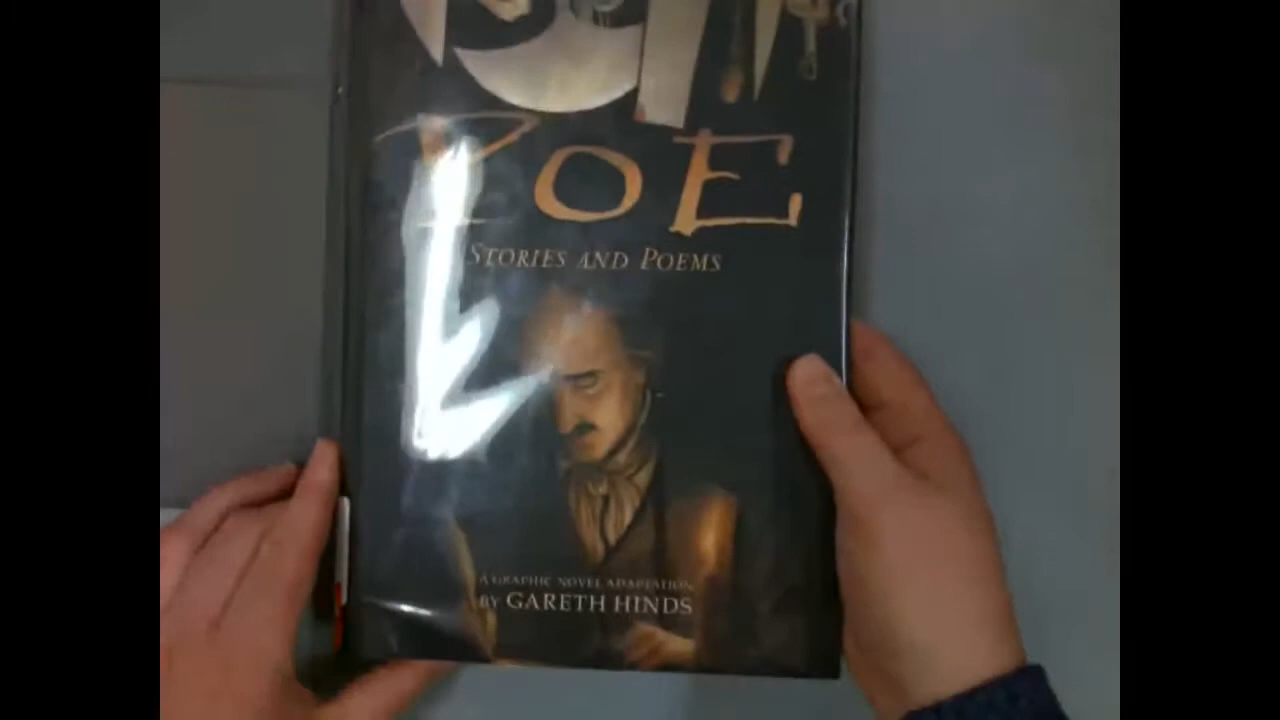 POE
STORIES AND POEMS
A GRAPHIC NOVEL ADAPTATION
BY GARETH HINDS